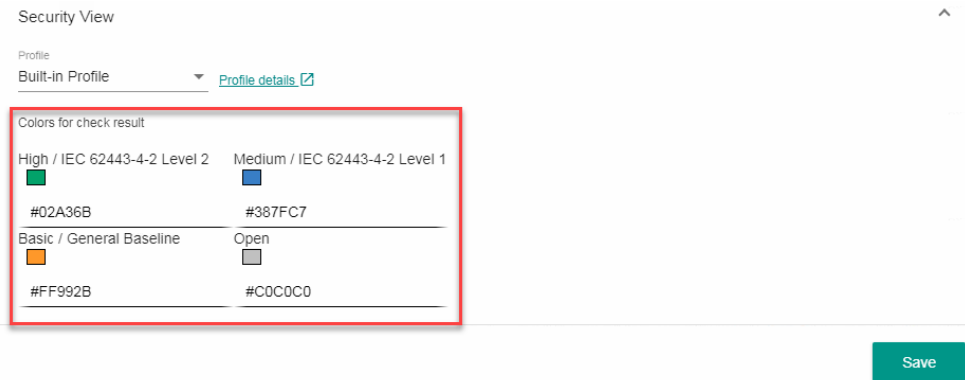 Security View
Profile
Built-in Profile
Profile details
Colors for check result
High / IEC 62443-4-2 Level 2
Medium / IEC 62443-4-2 Level 1
#02A36B
#387FC7
Basic / General Baseline
Open
#FF992B
#C0C0C0
Save